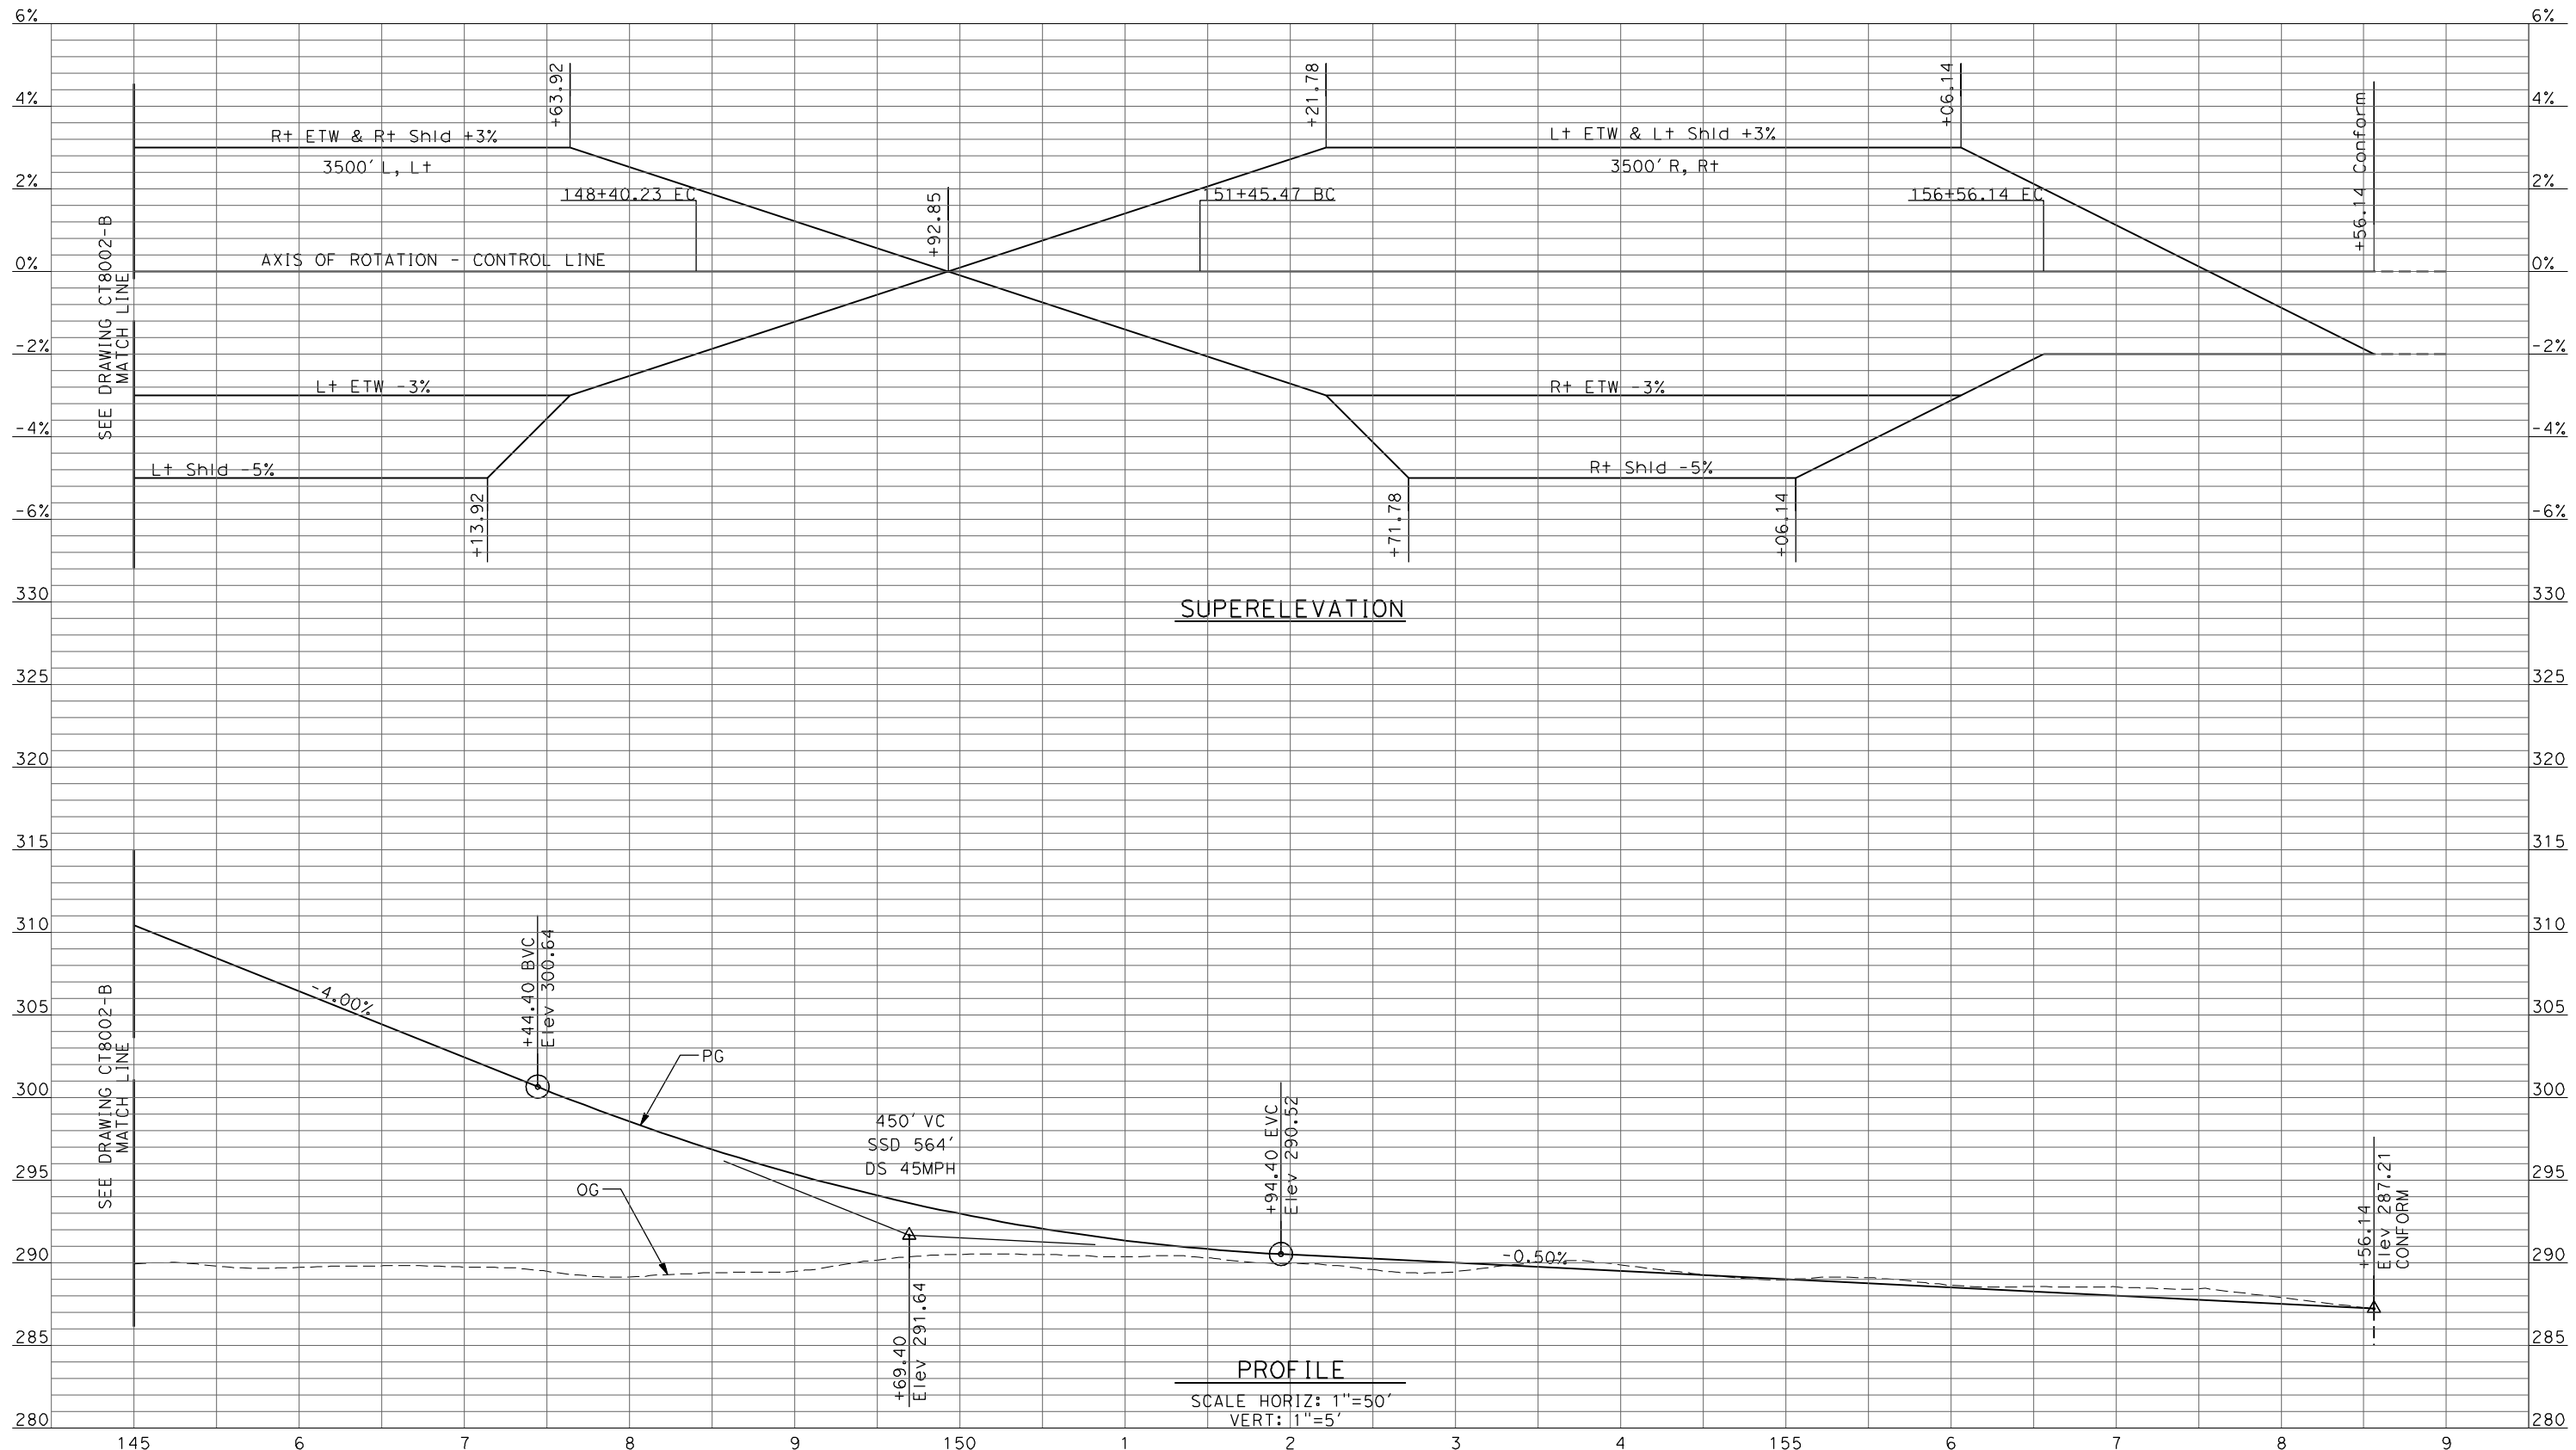 6%
6%
+63.92
+21.78
+06.14
+56.14 Conform
4%
4%
Rt ETW & Rt Shld +3%
Lt ETW & Lt Shld +3%
3500' L, Lt
3500' R, Rt
2%
2%
148+40.23 EC
+92.85
151+45.47 BC
156+56.14 EC
AXIS OF ROTATION - CONTROL LINE
0%
0%
SEE DRAWING CT8002-B
MATCH LINE
-2%
-2%
Lt ETW -3%
Rt ETW -3%
-4%
-4%
Lt Shld -5%
Rt Shld -5%
+13.92
+71.78
+06.14
-6%
-6%
SUPERELEVATION
330
330
325
325
320
320
315
315
310
310
-4.00%
+44.40 BVC
Elev 300.64
305
305
SEE DRAWING CT8002-B
MATCH LINE
PG
300
300
450' VC
SSD 564'
DS 45MPH
+94.40 EVC
Elev 290.52
295
295
OG
+56.14
Elev 287.21
CONFORM
290
290
-0.50%
+69.40
Elev 291.64
285
285
PROFILE
SCALE HORIZ: 1"=50'
VERT: 1"=5'
280
280
145 6 7 8 9 150 1 2 3 4 155 6 7 8 9